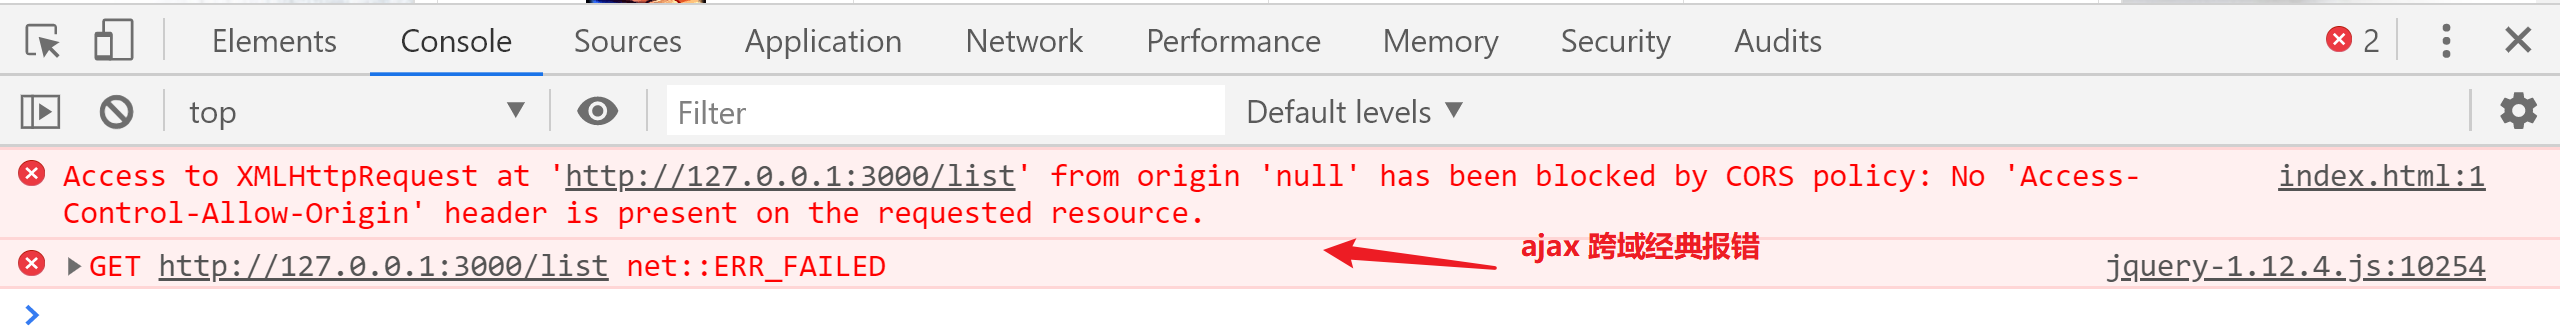 Elements Console Sources Application Network Performance Memory Security Audits 2
top Filter Default levels
Access to XMLHttpRequest at 'http://127.0.0.1:3000/list' from origin 'null' has been blocked by CORS policy: No 'Access- index.html:1
Control-Allow-Origin' header is present on the requested resource.
ajax 跨域经典报错
GET http://127.0.0.1:3000/list net::ERR_FAILED jquery-1.12.4.js:10254